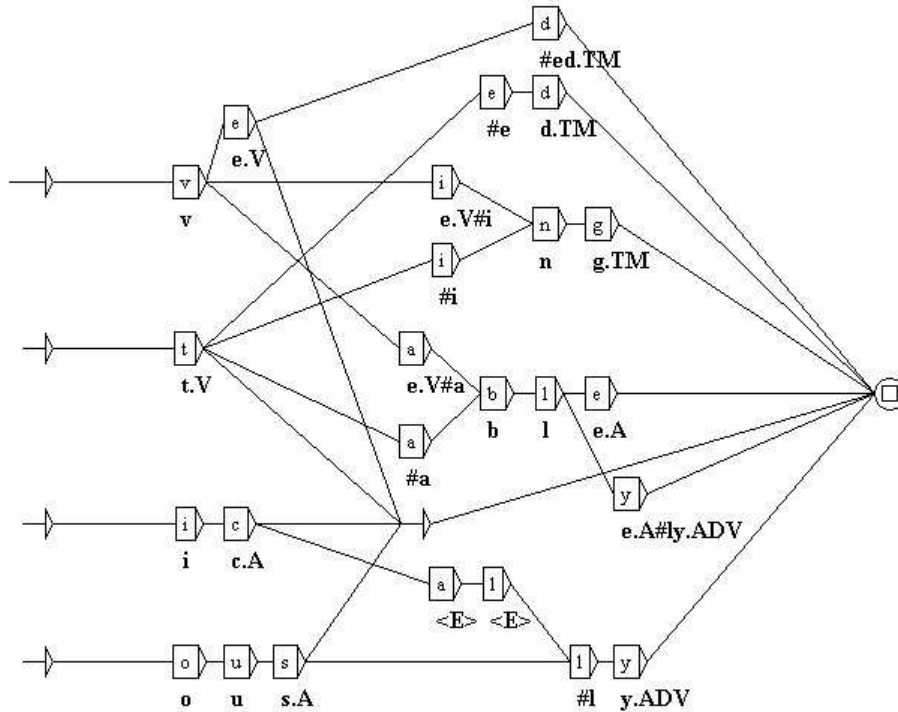 d
#ed.TM
e d
#e d.TM
e
e.V
v i
v e.V#i
n g
n g.TM
i
#i
t a
t.V e.V#a
b l e
b l e.A
a
#a
y
e.A#ly.ADV
i c
i c.A
a l
<E> <E>
o u s l y
o u s.A #l y.ADV